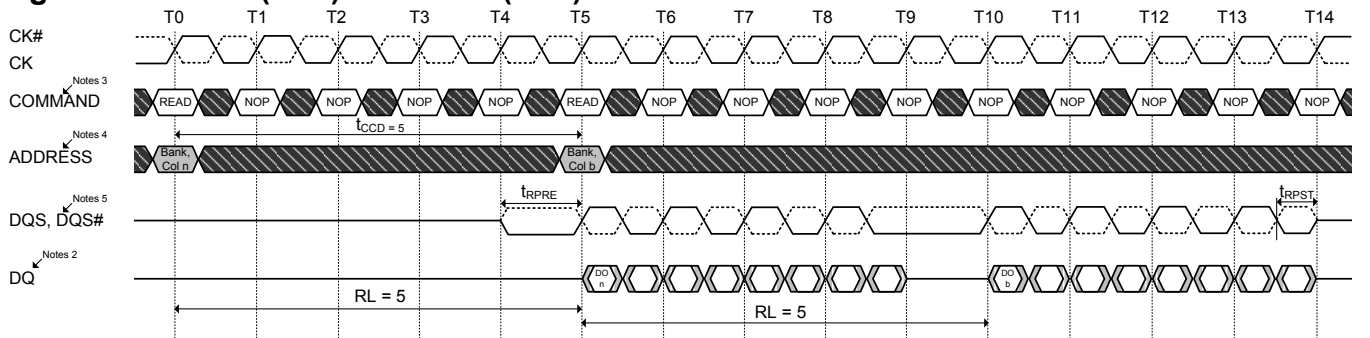 T0 T1 T2 T3 T4 T5 T6 T7 T8 T9 T10 T11 T12 T13 T14
CK#
CK
Notes 3
COMMAND READ NOP NOP NOP NOP READ NOP NOP NOP NOP NOP NOP NOP NOP NOP
tCCD = 5
Notes 4
ADDRESS Bank, Col n Bank, Col b
tRPRE tRPST
Notes 5
DQS, DQS#
Notes 2
DQ DO n DO b
RL = 5
RL = 5